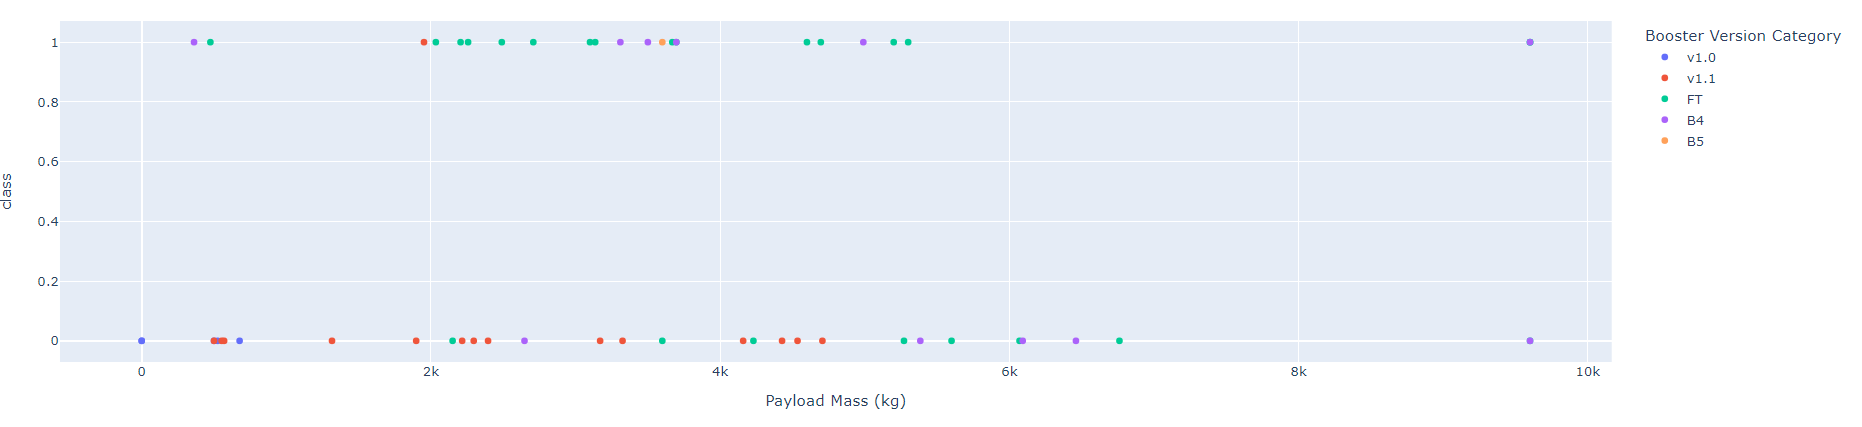 1
0.8
0.6
0.4
0.2
0
class
0
2k
4k
6k
8k
10k
Payload Mass (kg)
Booster Version Category
v1.0
v1.1
FT
B4
B5